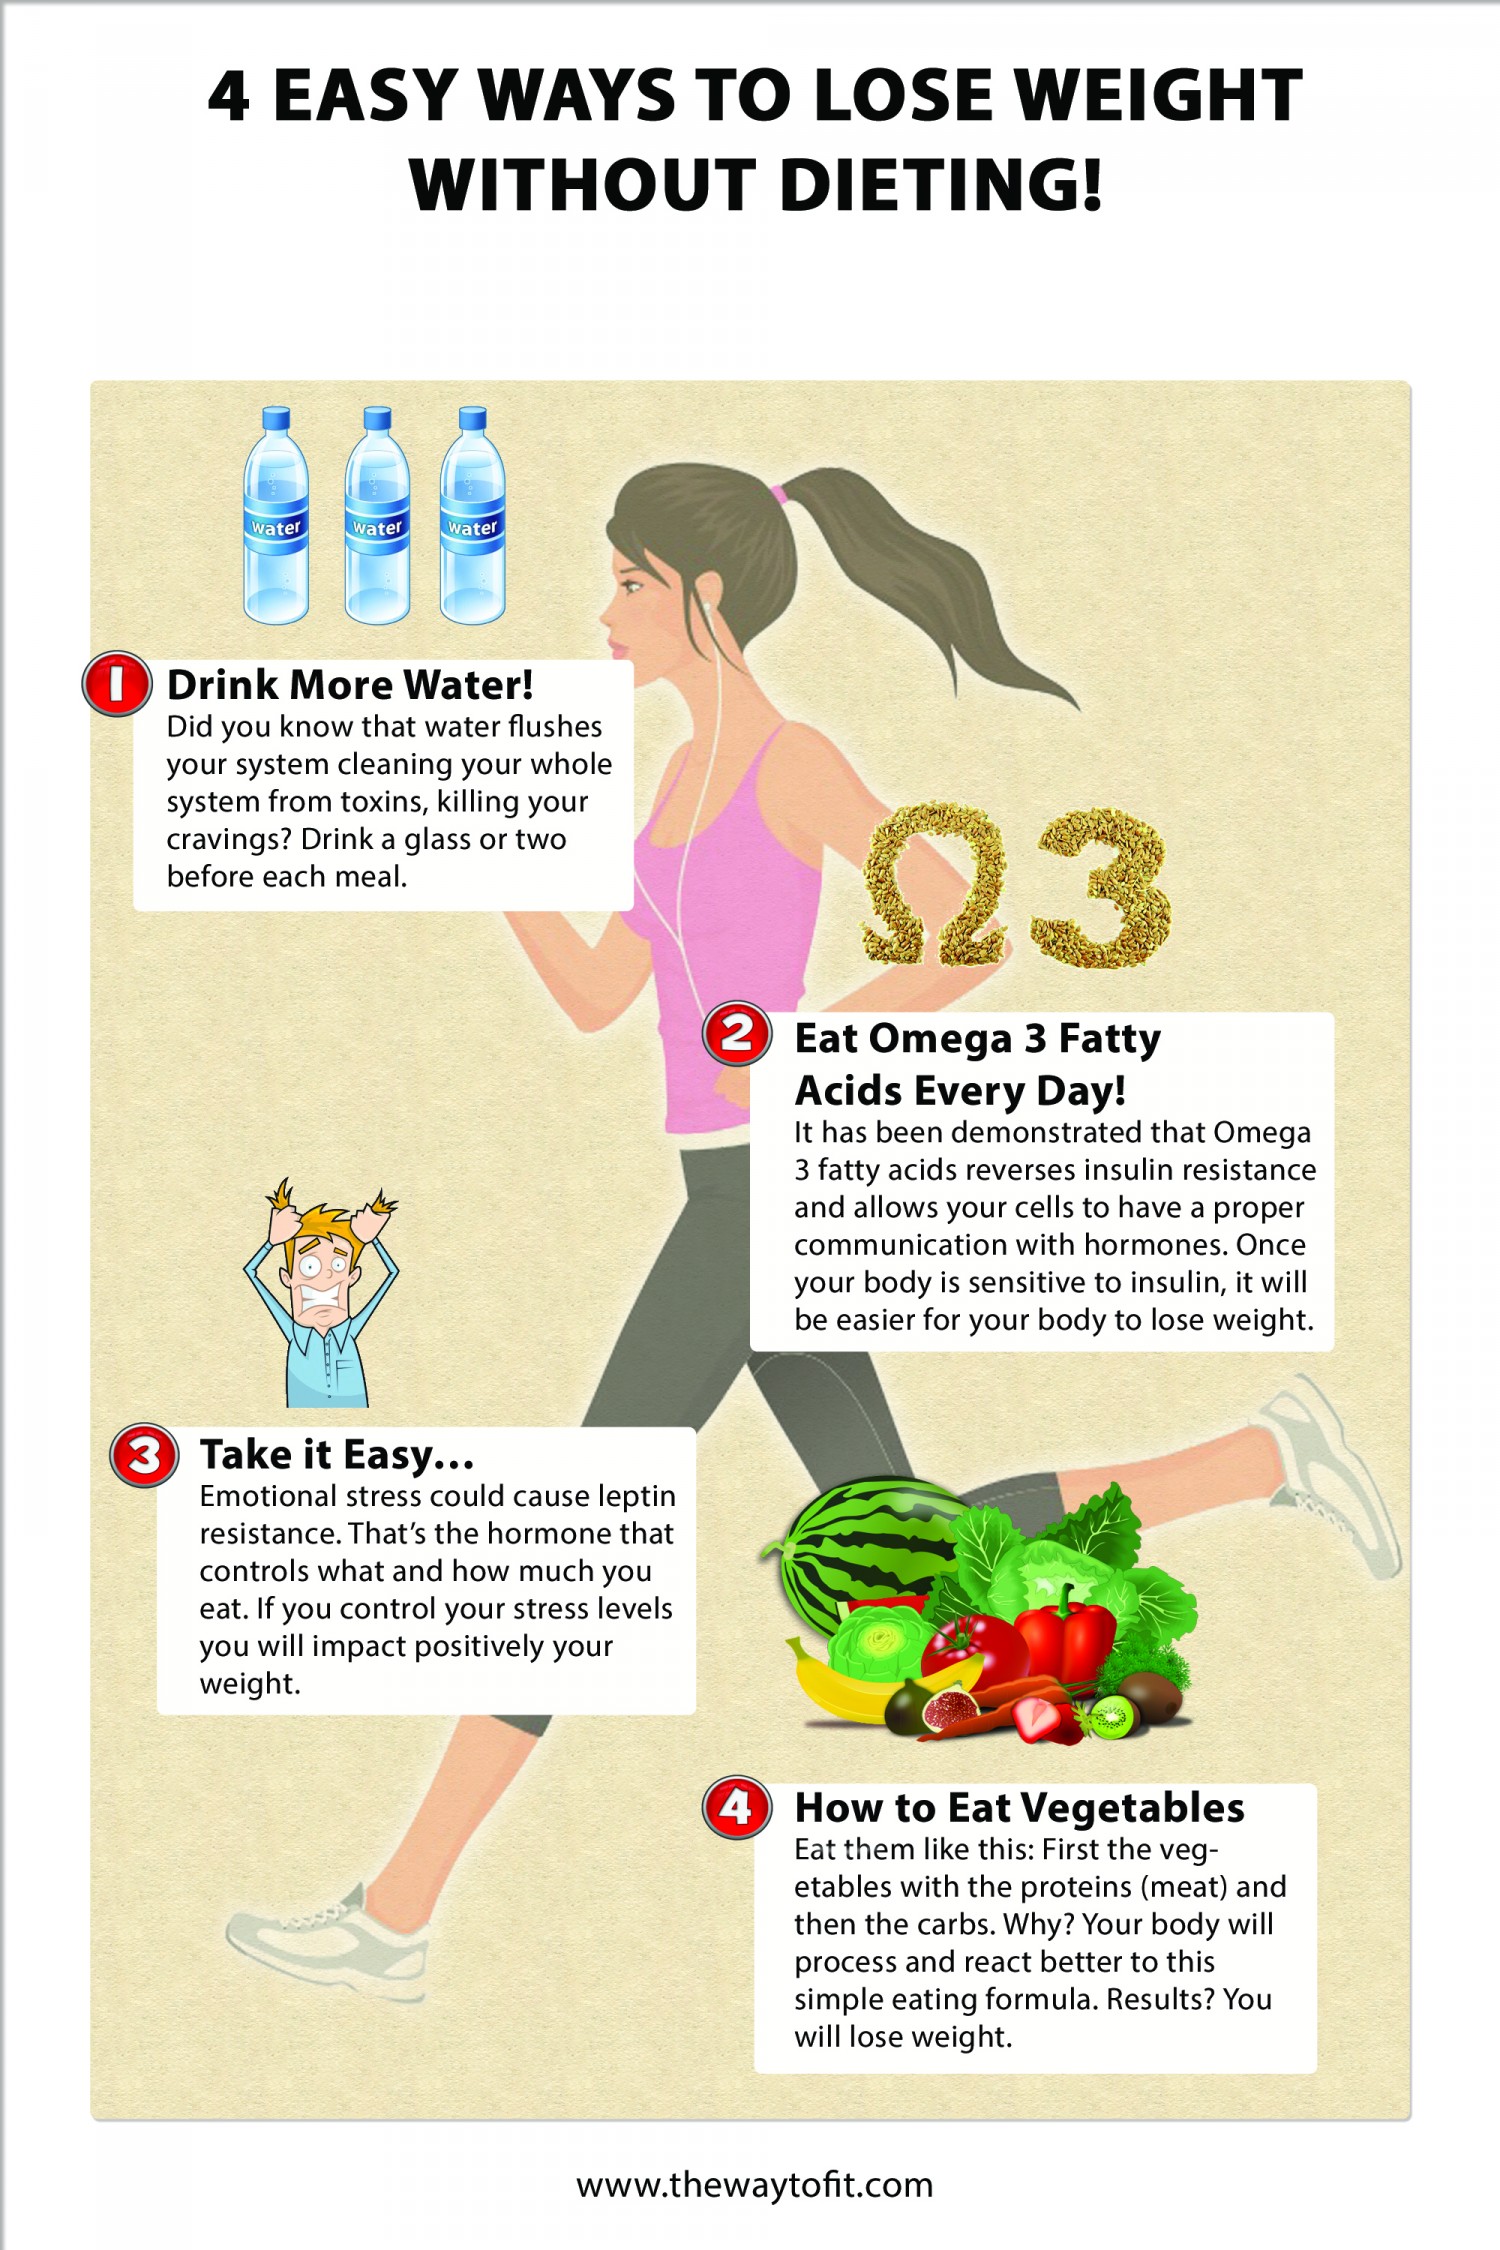 4 EASY WAYS TO LOSE WEIGHT
WITHOUT DIETING!
water
water
water
1
Drink More Water!
Did you know that water flushes
your system cleaning your whole
system from toxins, killing your
cravings? Drink a glass or two
before each meal.
Ω3
2
Eat Omega 3 Fatty
Acids Every Day!
It has been demonstrated that Omega
3 fatty acids reverses insulin resistance
and allows your cells to have a proper
communication with hormones. Once
your body is sensitive to insulin, it will
be easier for your body to lose weight.
3
Take it Easy...
Emotional stress could cause leptin
resistance. That's the hormone that
controls what and how much you
eat. If you control your stress levels
you will impact positively your
weight.
4
How to Eat Vegetables
Eat them like this: First the veg-
etables with the proteins (meat) and
then the carbs. Why? Your body will
process and react better to this
simple eating formula. Results? You
will lose weight.
www.thewaytofit.com